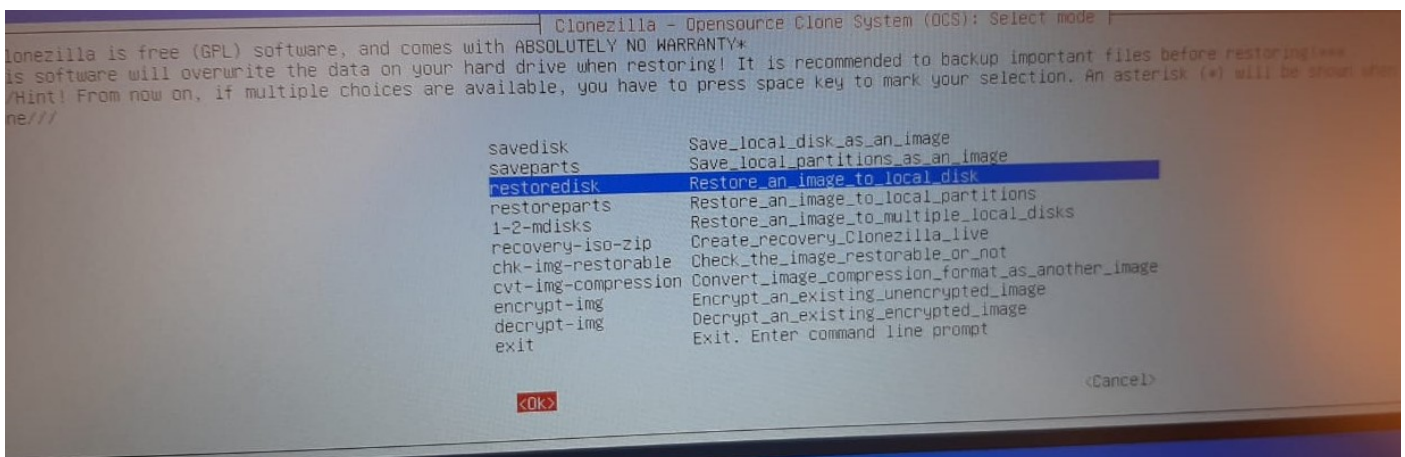 Clonezilla - Opensource Clone System (OCS): Select mode
lonezilla is free (GPL) software, and comes with ABSOLUTELY NO WARRANTY*
is software will overwrite the data on your hard drive when restoring! It is recommended to backup important files before restoring!***
/Hint! From now on, if multiple choices are available, you have to press space key to mark your selection. An asterisk (*) will be shown when
ne///
savedisk Save_local_disk_as_an_image
saveparts Save_local_partitions_as_an_image
restoredisk Restore_an_image_to_local_disk
restoreparts Restore_an_image_to_local_partitions
1-2-mdisks Restore_an_image_to_multiple_local_disks
recovery-iso-zip Create_recovery_Clonezilla_live
chk-img-restorable Check_the_image_restorable_or_not
cvt-img-compression Convert_image_compression_format_as_another_image
encrypt-img Encrypt_an_existing_unencrypted_image
decrypt-img Decrypt_an_existing_encrypted_image
exit Exit. Enter command line prompt
<Ok> <Cancel>